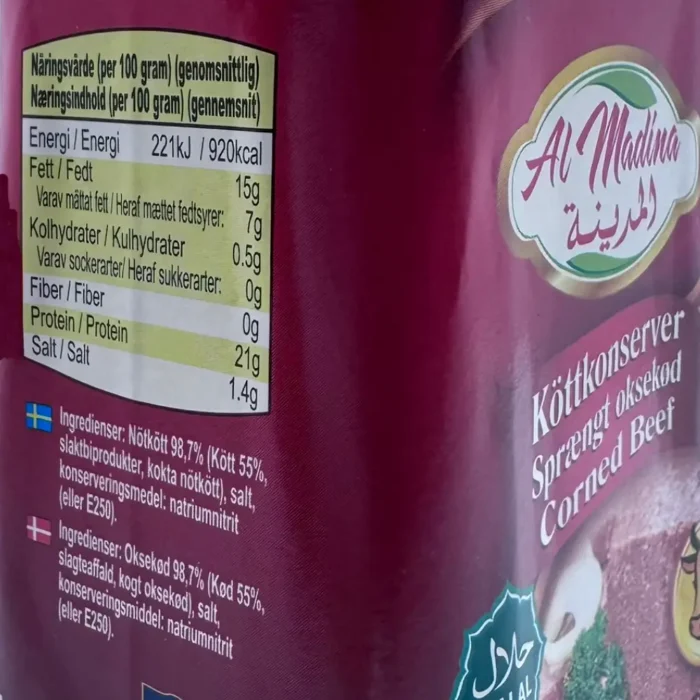 Näringsvärde (per 100 gram) (genomsnittlig)
Næringsindhold (per 100 gram) (gennemsnit)
Energi / Energi 221kJ / 920kcal
Fett / Fedt 15g
Varav mättat fett / Heraf mættet fedtsyrer: 7g
Kolhydrater / Kulhydrater 0.5g
Varav sockerarter/ Heraf sukkerarter: 0g
Fiber / Fiber 0g
Protein / Protein 21g
Salt / Salt 1.4g
Ingredienser: Nötkött 98,7% (Kött 55%,
slaktbiprodukter, kokta nötkött), salt,
konserveringsmedel: natriumnitrit
(eller E250).
Ingredienser: Oksekød 98,7% (Kød 55%,
slagteaffald, kogt oksekød), salt,
konserveringsmiddel: natriumnitrit
(eller E250).
Al Madina
المدينة
Köttkonserver
Sprængt oksekød
Corned Beef
حلال